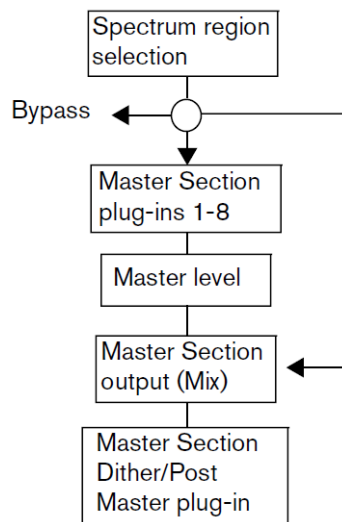 Spectrum region
selection
Bypass
Master Section
plug-ins 1-8
Master level
Master Section
output (Mix)
Master Section
Dither/Post
Master plug-in